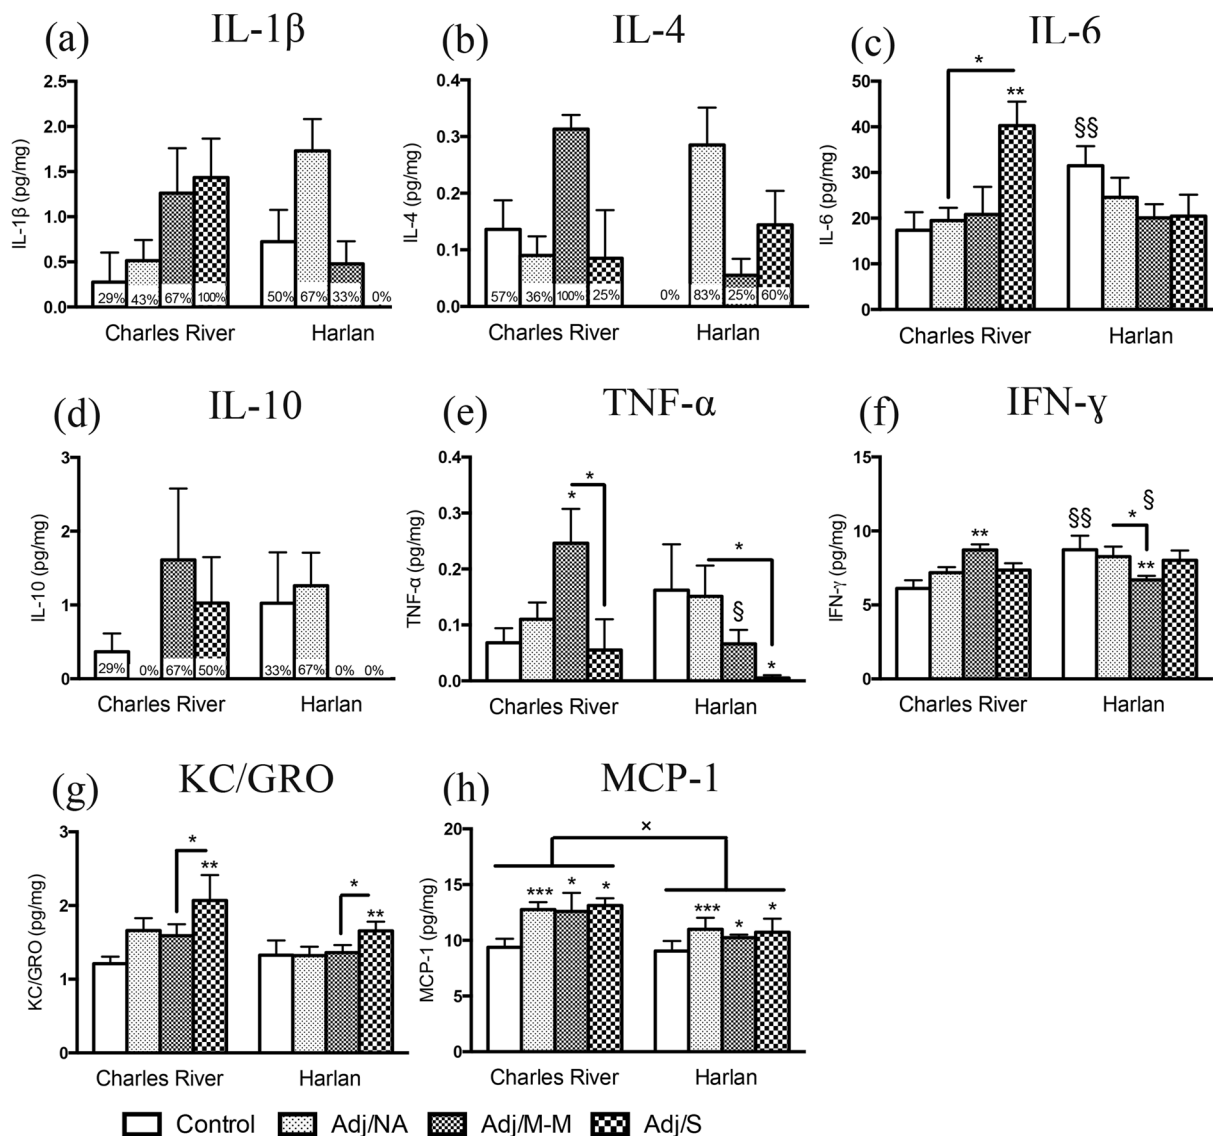 (a) IL-1β
IL-1β (pg/mg)
2.5
2.0
1.5
1.0
0.5
0.0
29% 43% 67% 100% 50% 67% 33% 0%
Charles River Harlan
(b) IL-4
IL-4 (pg/mg)
0.4
0.3
0.2
0.1
0.0
57% 36% 100% 25% 0% 83% 25% 60%
Charles River Harlan
(c) IL-6
IL-6 (pg/mg)
50
40
30
20
10
0
*
**
§§
Charles River Harlan
(d) IL-10
IL-10 (pg/mg)
3
2
1
0
29% 0% 67% 50% 33% 67% 0% 0%
Charles River Harlan
(e) TNF-α
TNF-α (pg/mg)
0.4
0.3
0.2
0.1
0.0
*
*
*
§
*
Charles River Harlan
(f) IFN-ɣ
IFN-γ (pg/mg)
15
10
5
0
**
§§
§
*
**
Charles River Harlan
(g) KC/GRO
KC/GRO (pg/mg)
3
2
1
0
*
**
*
**
Charles River Harlan
(h) MCP-1
MCP-1 (pg/mg)
20
15
10
5
0
×
*** * *
*** * *
Charles River Harlan
Control Adj/NA Adj/M-M Adj/S